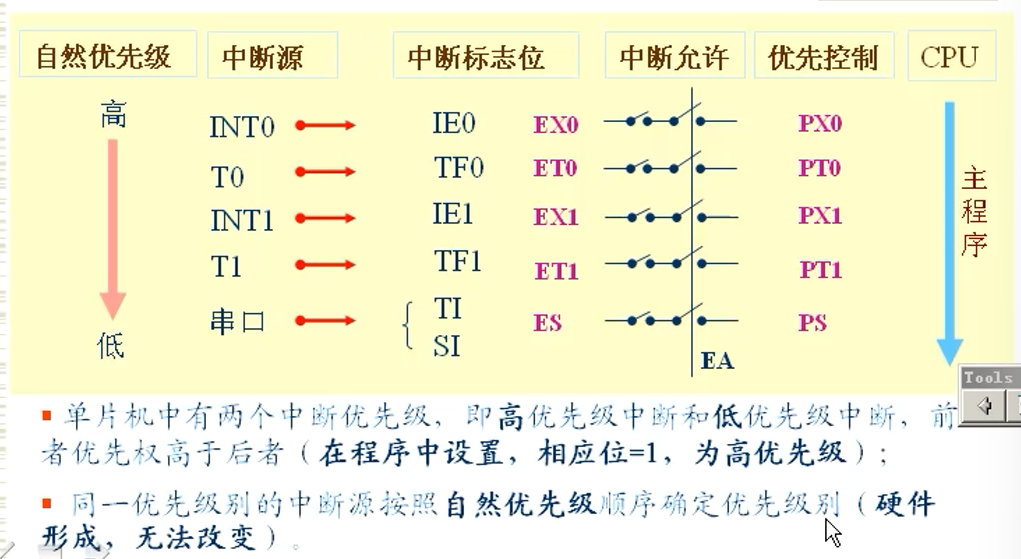 自然优先级 中断源 中断标志位 中断允许 优先控制 CPU
高
INT0 IE0 EX0 PX0
T0 TF0 ET0 PT0
INT1 IE1 EX1 PX1
T1 TF1 ET1 PT1
串口 TI ES PS
SI
低
EA
主程序
Tools
▪ 单片机中有两个中断优先级，即高优先级中断和低优先级中断，前
者优先权高于后者（在程序中设置，相应位=1，为高优先级）；
▪ 同一优先级别的中断源按照自然优先级顺序确定优先级别（硬件
形成，无法改变）。